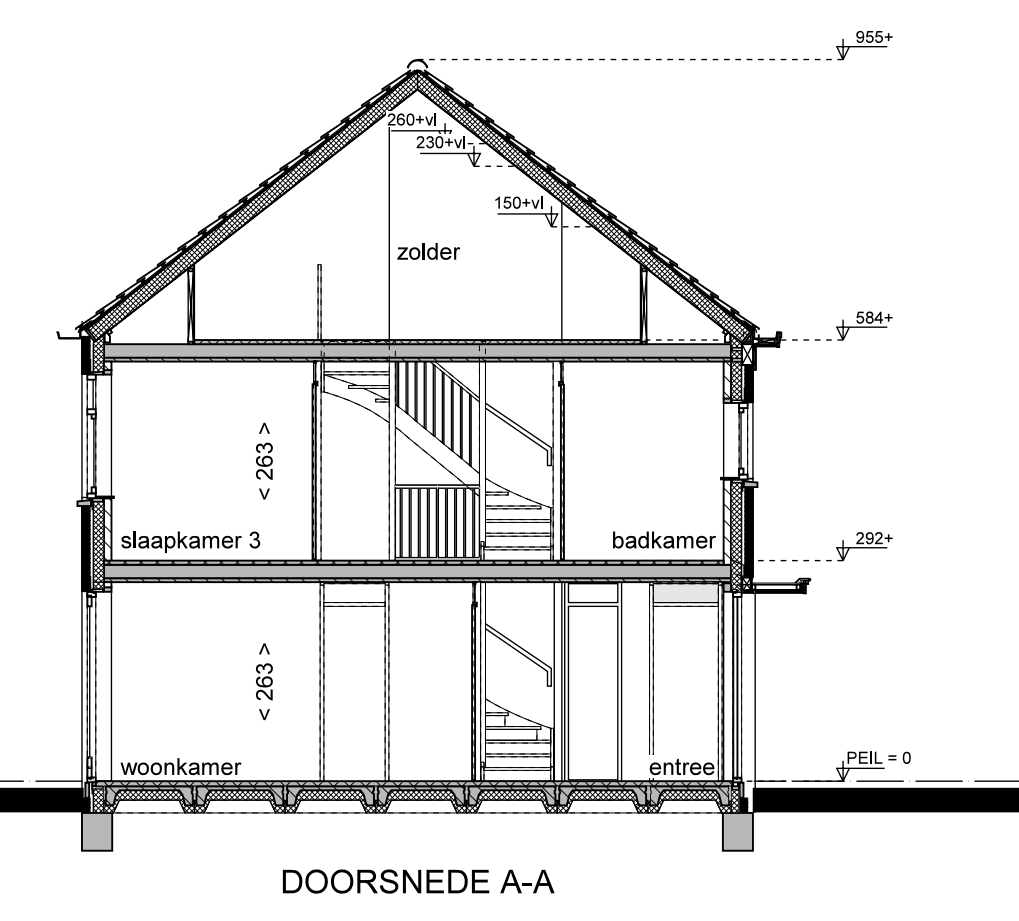 955+
260+vl
230+vl
150+vl
zolder
584+
< 263 >
slaapkamer 3
badkamer
292+
< 263 >
woonkamer
entree
PEIL = 0
DOORSNEDE A-A